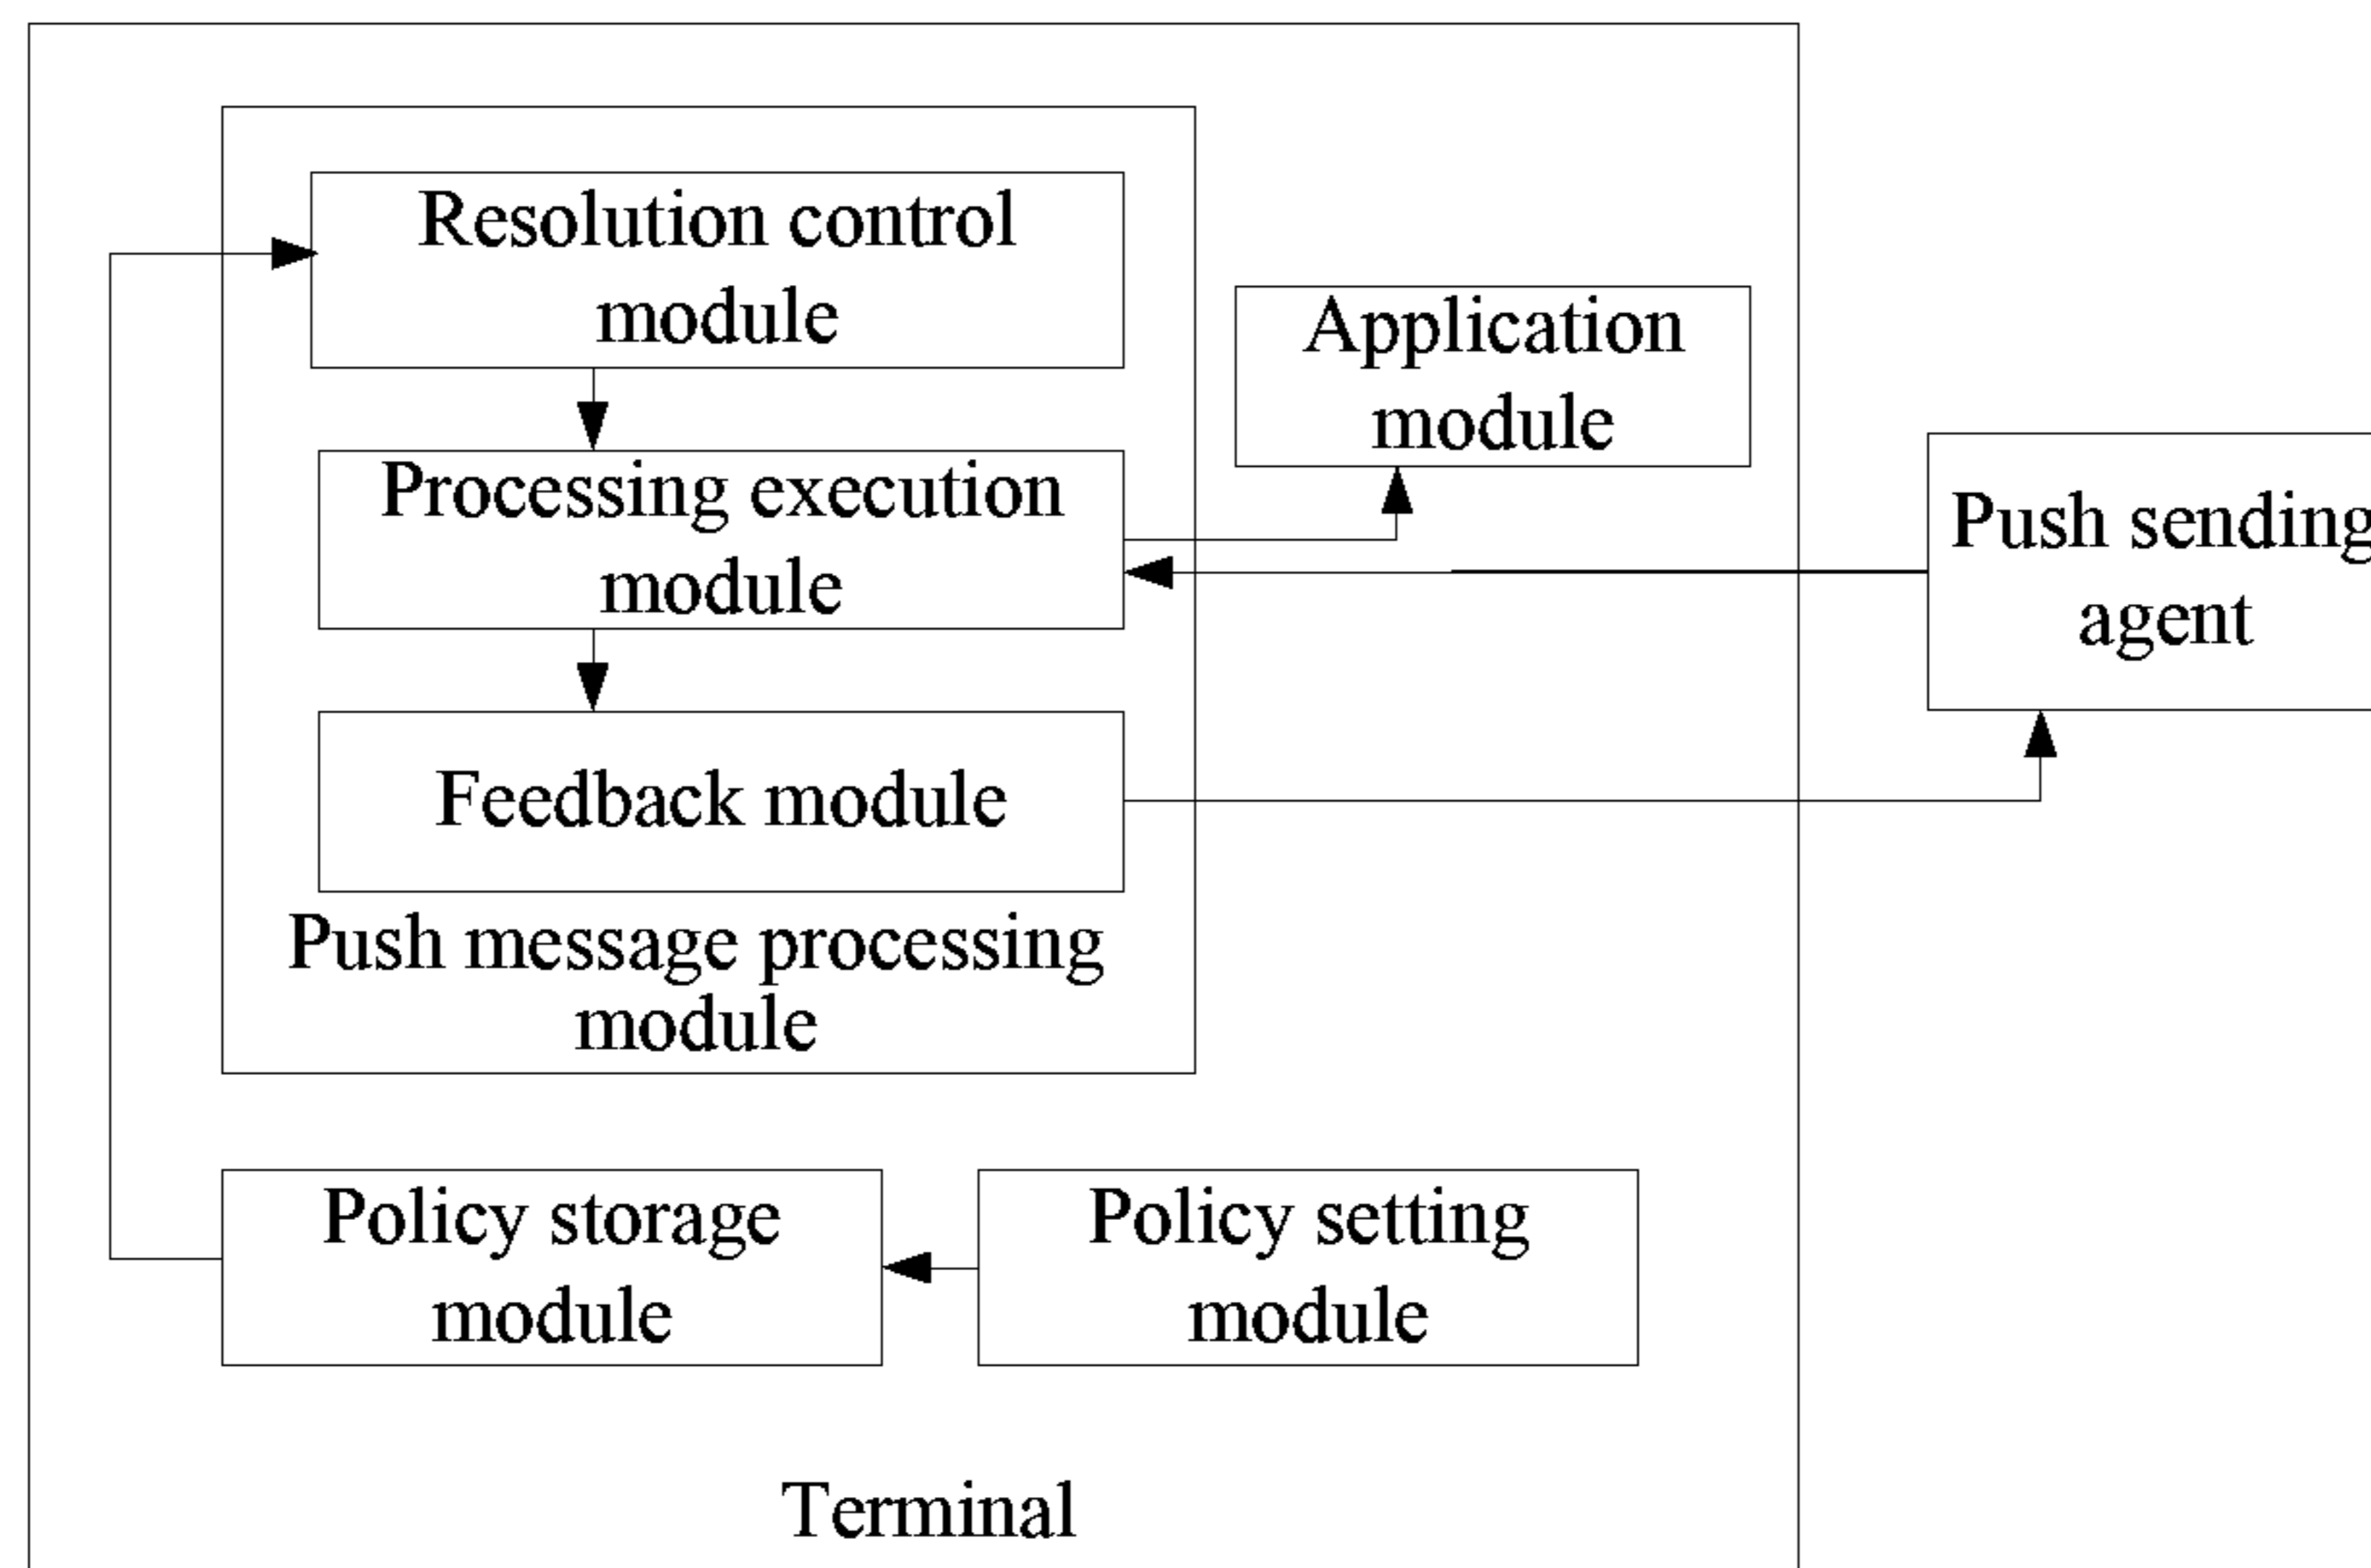 Resolution control
module
Application
module
Processing execution
module
Push sending
agent
Feedback module
Push message processing
module
Policy storage
module
Policy setting
module
Terminal